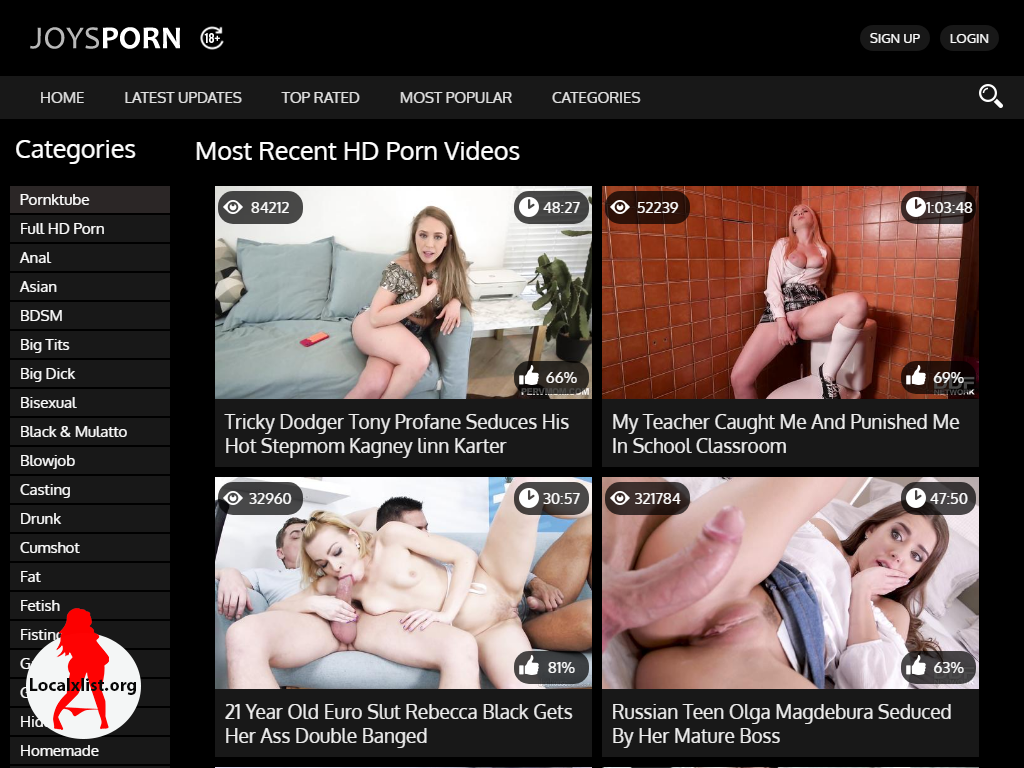 JOYSPORN
18+
SIGN UP
LOGIN
HOME
LATEST UPDATES
TOP RATED
MOST POPULAR
CATEGORIES
Categories
Most Recent HD Porn Videos
Pornktube
Full HD Porn
Anal
Asian
BDSM
Big Tits
Big Dick
Bisexual
Black & Mulatto
Blowjob
Casting
Drunk
Cumshot
Fat
Fetish
Homemade
Localxlist.org
84212
48:27
66%
PERVMOM.COM
Tricky Dodger Tony Profane Seduces His
Hot Stepmom Kagney linn Karter
52239
1:03:48
69%
DDF
NETWORK
My Teacher Caught Me And Punished Me
In School Classroom
32960
30:57
81%
21 Year Old Euro Slut Rebecca Black Gets
Her Ass Double Banged
321784
47:50
63%
Russian Teen Olga Magdebura Seduced
By Her Mature Boss